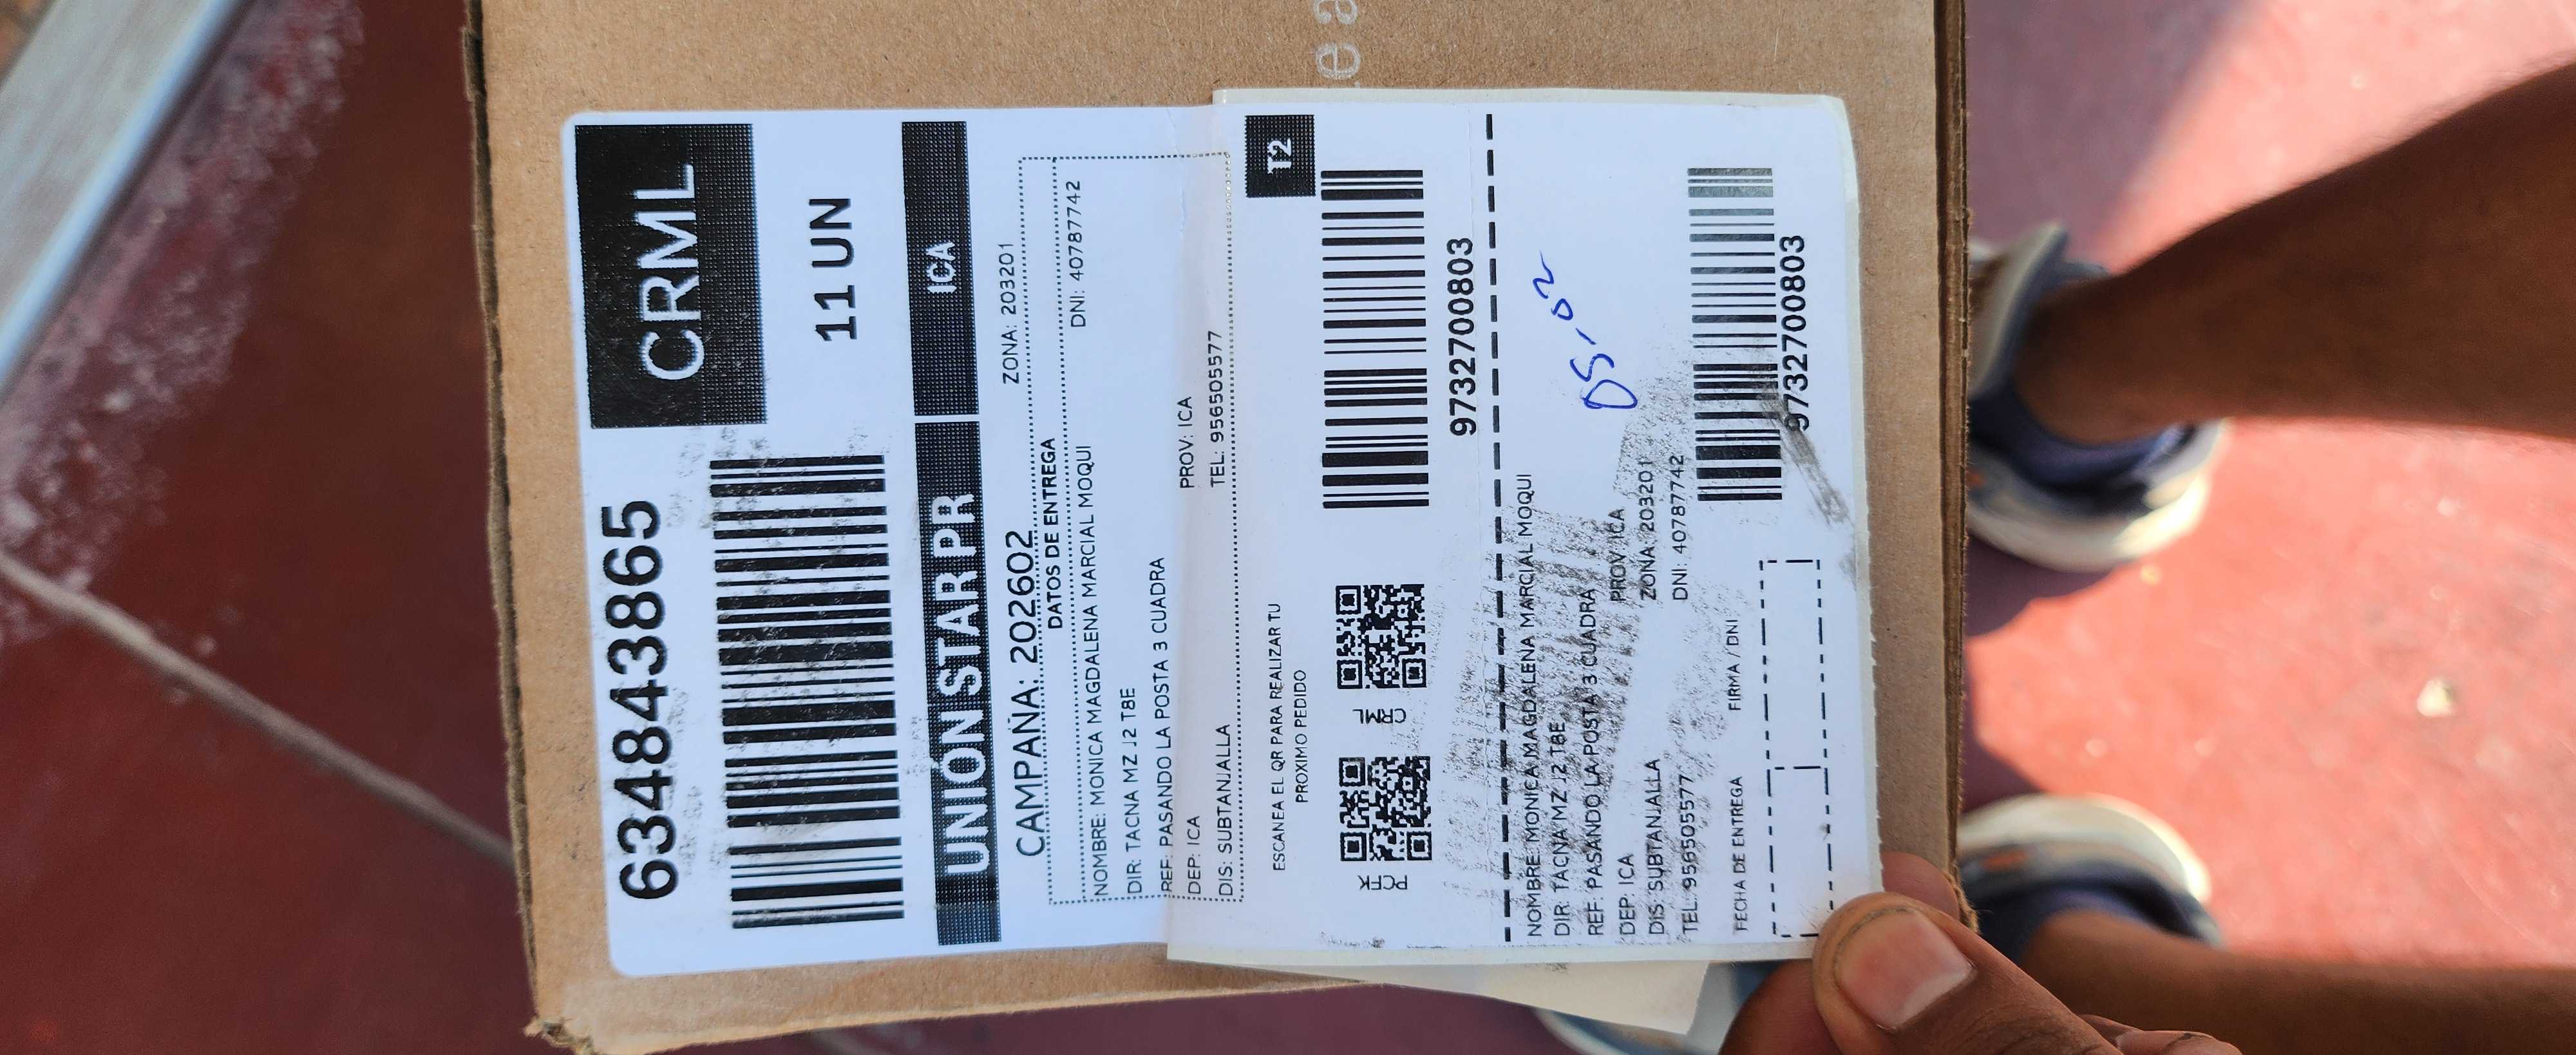 e a
6348843865
CRML
11 UN
UNIÓN STAR PR
ICA
CAMPAÑA: 202602
ZONA: 203201
DATOS DE ENTREGA
NOMBRE: MONICA MAGDALENA MARCIAL MOQUI
DNI: 40787742
DIR: TACNA MZ J2 T8E
REF: PASANDO LA POSTA 3 CUADRA
DEP: ICA
PROV: ICA
DIS: SUBTANJALLA
TEL: 956505577
T2
ESCANEA EL QR PARA REALIZAR TU
PROXIMO PEDIDO
PCFK
CRML
9732700803
05,02
NOMBRE: MONICA MAGDALENA MARCIAL MOQUI
DIR: TACNA MZ J2 T8E
REF: PASANDO LA POSTA 3 CUADRA
DEP: ICA
PROV: ICA
DIS: SUBTANJALLA
ZONA: 203201
TEL: 956505577
DNI: 40787742
FECHA DE ENTREGA
FIRMA / DNI
9732700803